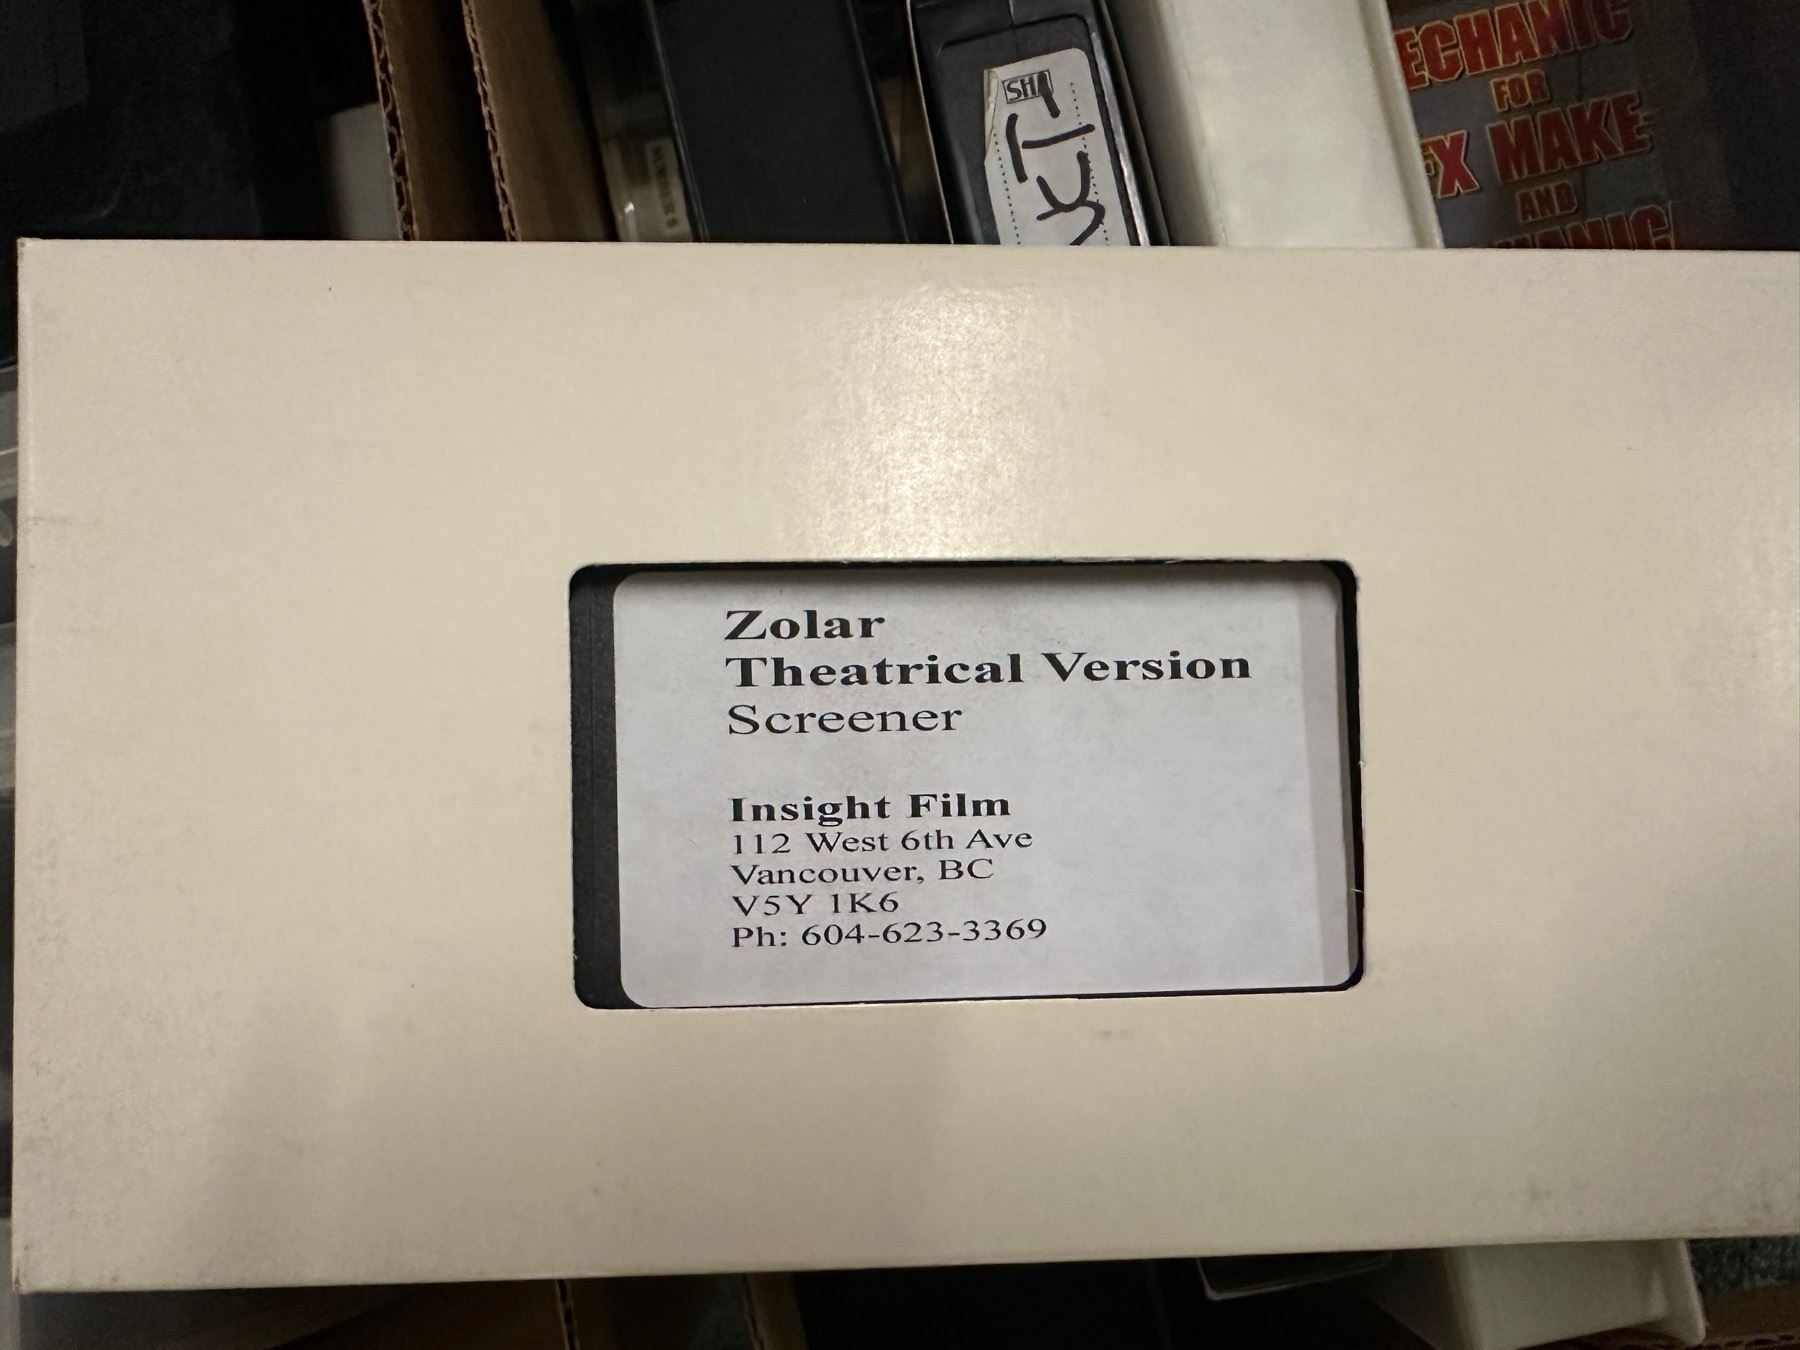 ECHANIC
FOR
FX MAKE
AND
Zolar
Theatrical Version
Screener
Insight Film
112 West 6th Ave
Vancouver, BC
V5Y 1K6
Ph: 604-623-3369